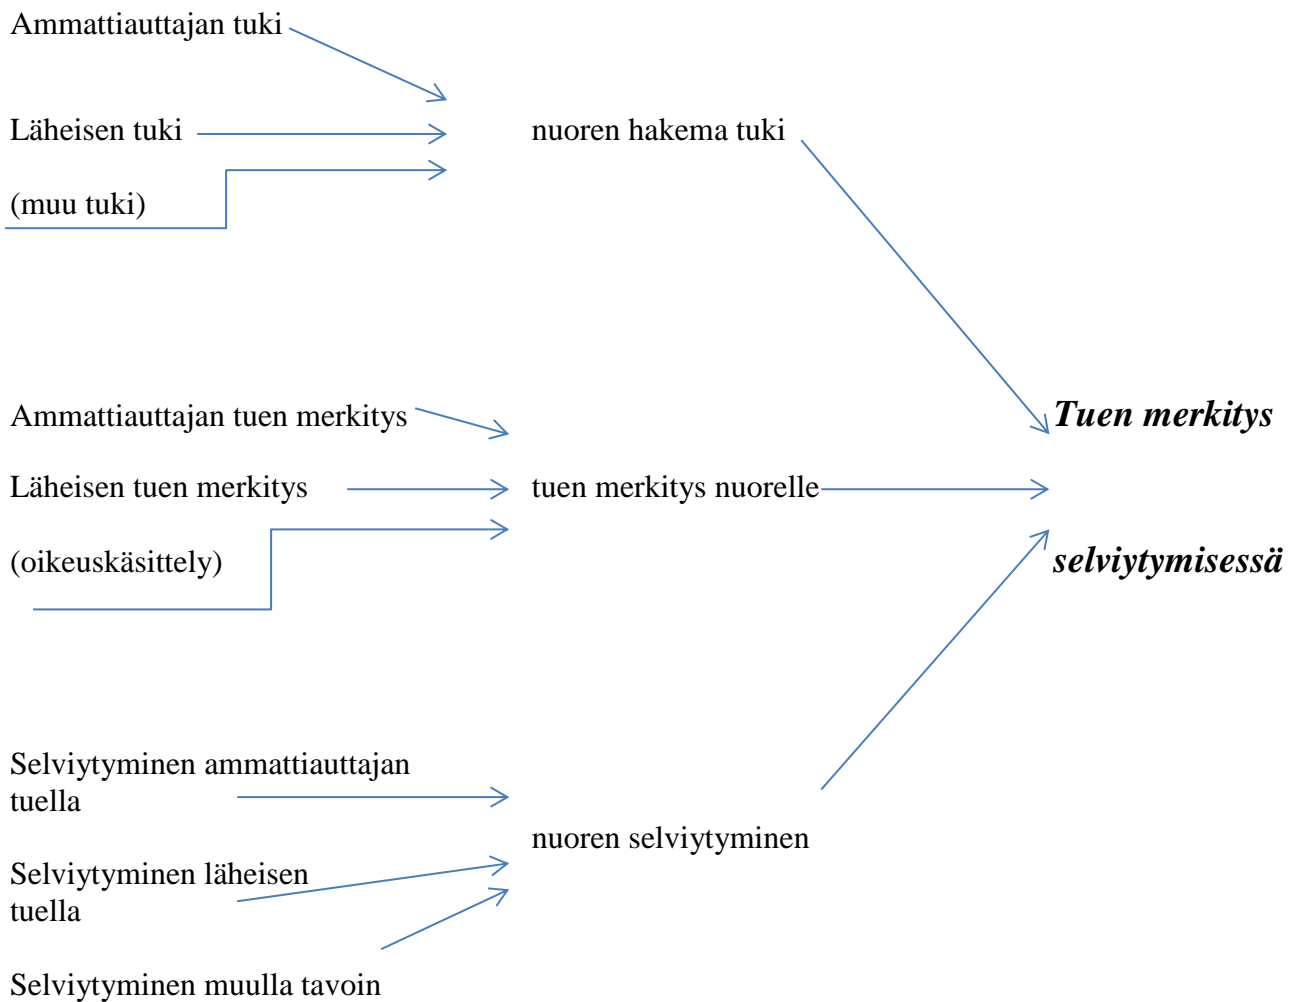 Ammattiauttajan tuki
Läheisen tuki
nuoren hakema tuki
(muu tuki)
Ammattiauttajan tuen merkitys
Tuen merkitys
Läheisen tuen merkitys
tuen merkitys nuorelle
(oikeuskäsittely)
selviytymisessä
Selviytyminen ammattiauttajan
tuella
nuoren selviytyminen
Selviytyminen läheisen
tuella
Selviytyminen muulla tavoin